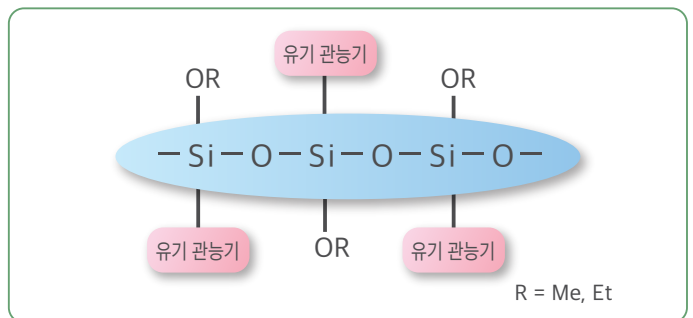 유기 관능기
OR OR
— Si — O — Si — O — Si — O —
유기 관능기 OR 유기 관능기
R = Me, Et